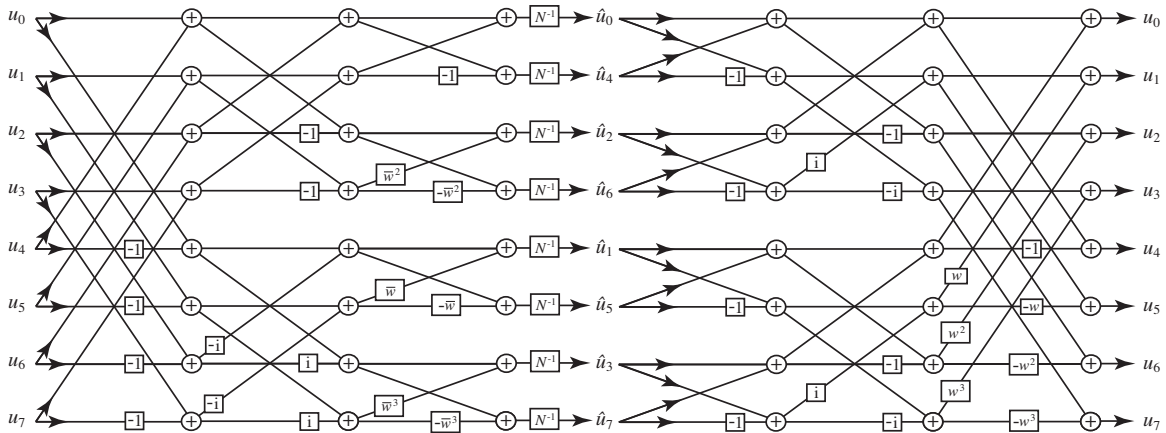 u₀ + + + N⁻¹ û₀ + + + u₀
u₁ + + -1 + N⁻¹ û₄ -1 + + + u₁
u₂ + -1 + + N⁻¹ û₂ + -1 + + u₂
w̅² i
u₃ + -1 + -w̅² + N⁻¹ û₆ -1 + -i + + u₃
u₄ -1 + + + N⁻¹ û₁ + + -1 + u₄
w̅ w
u₅ -1 + + -w̅ + N⁻¹ û₅ -1 + + -w + u₅
-i w²
u₆ -1 + i + + N⁻¹ û₃ + -1 + -w² + u₆
-i w̅³ i w³
u₇ -1 + i + -w̅³ + N⁻¹ û₇ -1 + -i + -w³ + u₇